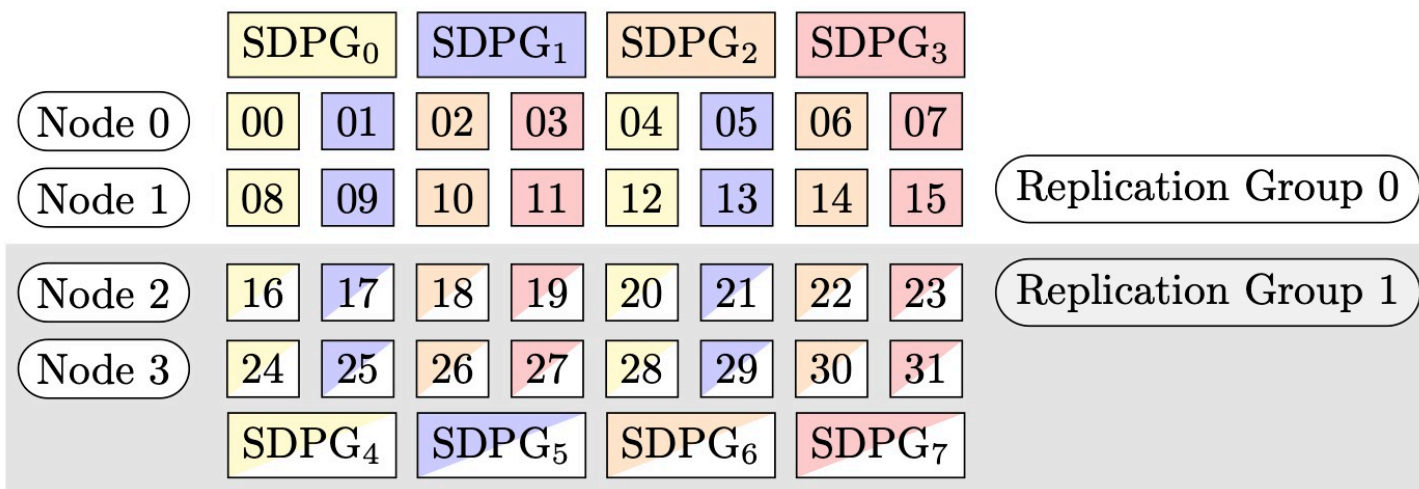 SDPG₀ SDPG₁ SDPG₂ SDPG₃
Node 0 00 01 02 03 04 05 06 07
Node 1 08 09 10 11 12 13 14 15 Replication Group 0
Node 2 16 17 18 19 20 21 22 23 Replication Group 1
Node 3 24 25 26 27 28 29 30 31
SDPG₄ SDPG₅ SDPG₆ SDPG₇